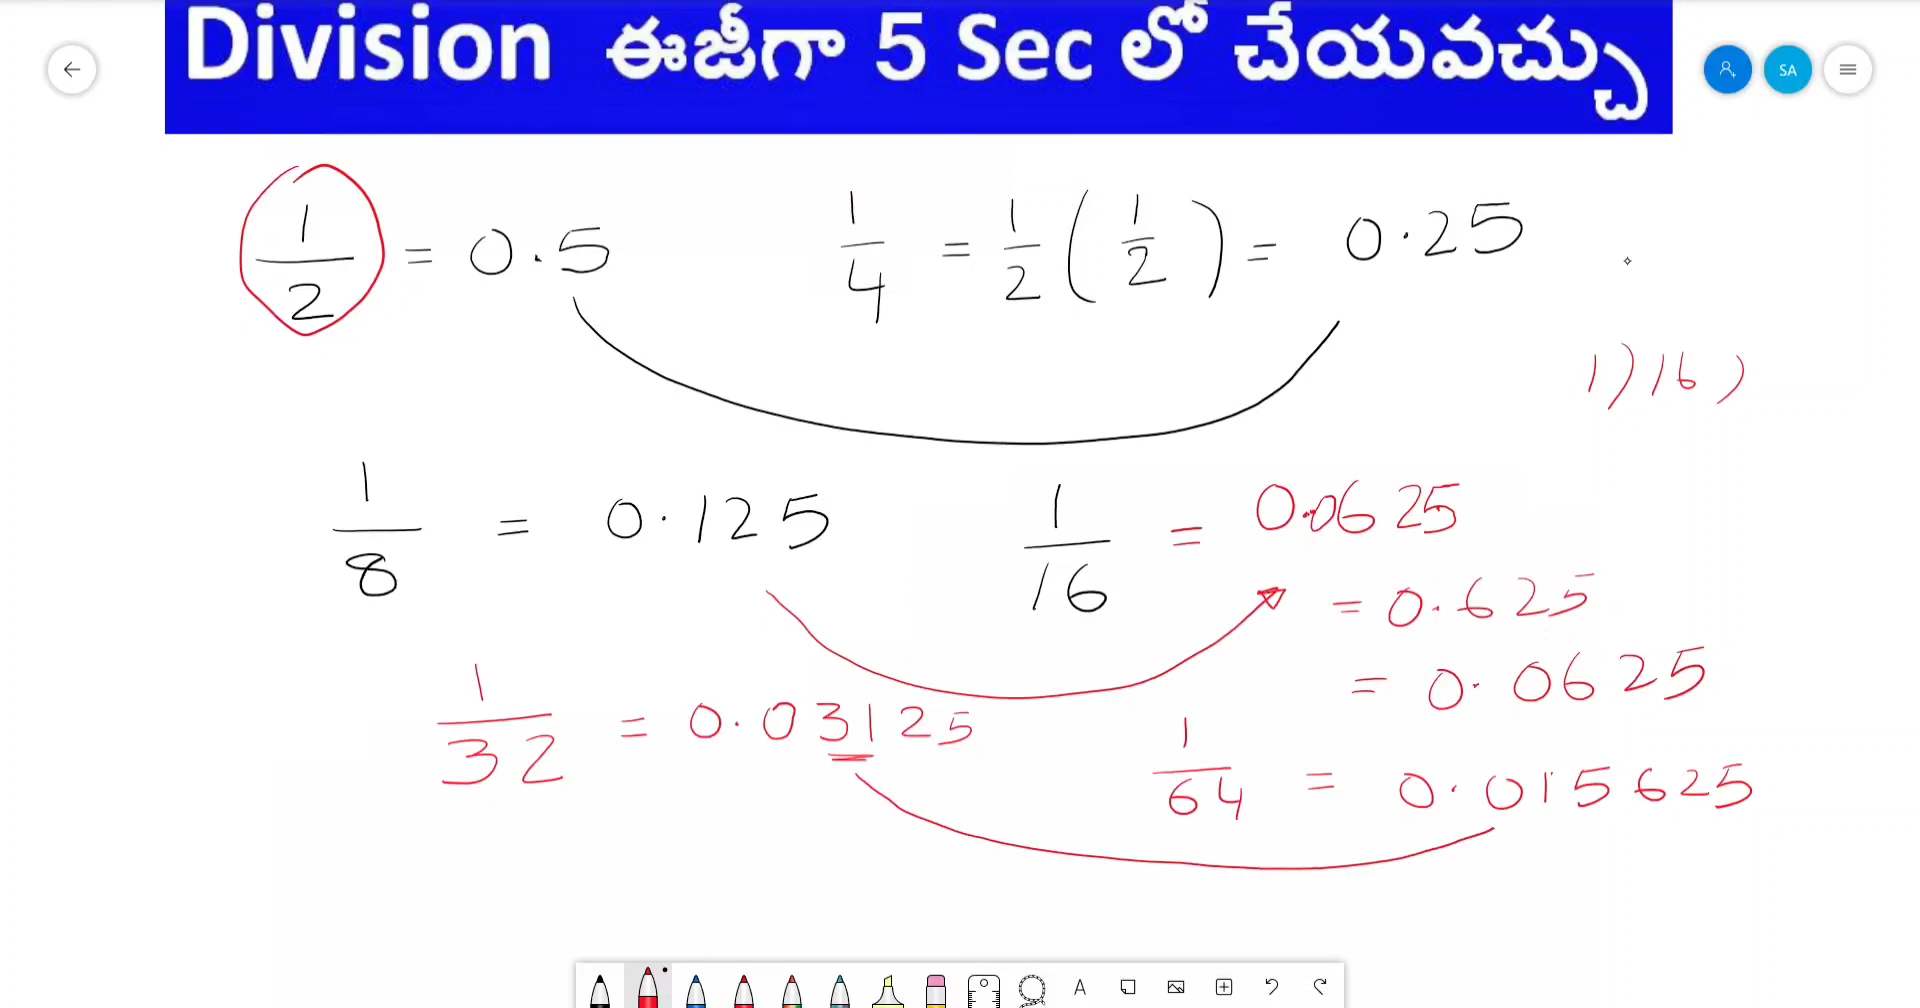 Division ఈజీగా 5 Sec లో చేయవచ్చు
SA
1/2 = 0.5
1/4 = 1/2 ( 1/2 ) = 0.25
1)16)
1/8 = 0.125
1/16 = 0.0625
= 0.625
= 0.0625
1/32 = 0.03125
1/64 = 0.015625
A